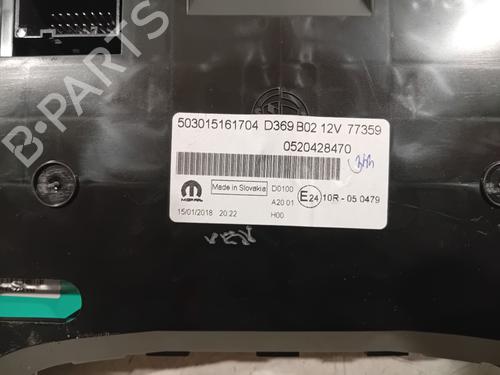 B-PARTS
503015161704 D369 B02 12V 77359
0520428470
MOPAR Made in Slovakia D0100
A20 01 E24 10R - 05 0479
15/01/2018 20:22 H00